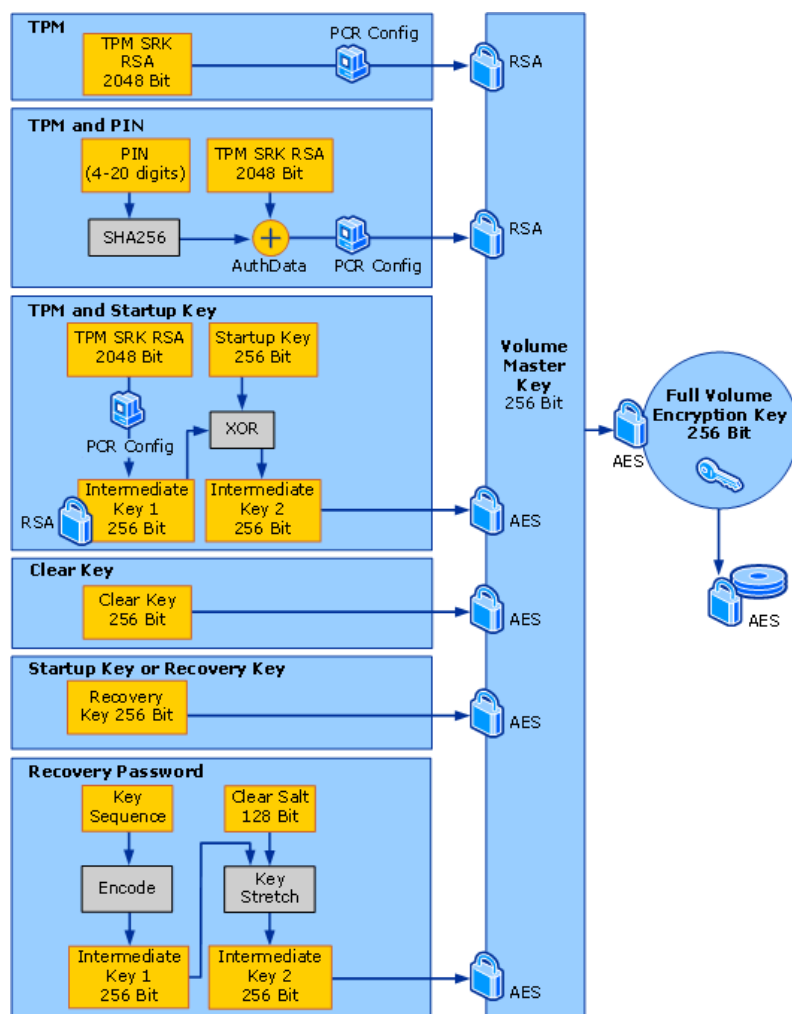 TPM
TPM SRK
RSA
2048 Bit
PCR Config
RSA
TPM and PIN
PIN
(4-20 digits)
TPM SRK RSA
2048 Bit
SHA256
+
AuthData
PCR Config
RSA
TPM and Startup Key
TPM SRK RSA
2048 Bit
Startup Key
256 Bit
PCR Config
XOR
RSA
Intermediate
Key 1
256 Bit
Intermediate
Key 2
256 Bit
AES
Clear Key
Clear Key
256 Bit
AES
Startup Key or Recovery Key
Recovery
Key 256 Bit
AES
Recovery Password
Key
Sequence
Clear Salt
128 Bit
Encode
Key
Stretch
Intermediate
Key 1
256 Bit
Intermediate
Key 2
256 Bit
AES
Volume
Master
Key
256 Bit
AES
Full Volume
Encryption Key
256 Bit
AES